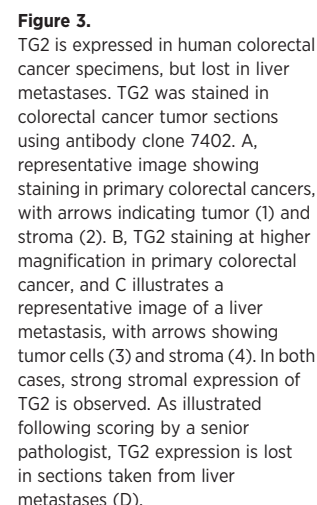 Figure 3.
TG2 is expressed in human colorectal
cancer specimens, but lost in liver
metastases. TG2 was stained in
colorectal cancer tumor sections
using antibody clone 7402. A,
representative image showing
staining in primary colorectal cancers,
with arrows indicating tumor (1) and
stroma (2). B, TG2 staining at higher
magnification in primary colorectal
cancer, and C illustrates a
representative image of a liver
metastasis, with arrows showing
tumor cells (3) and stroma (4). In both
cases, strong stromal expression of
TG2 is observed. As illustrated
following scoring by a senior
pathologist, TG2 expression is lost
in sections taken from liver
metastases (D).